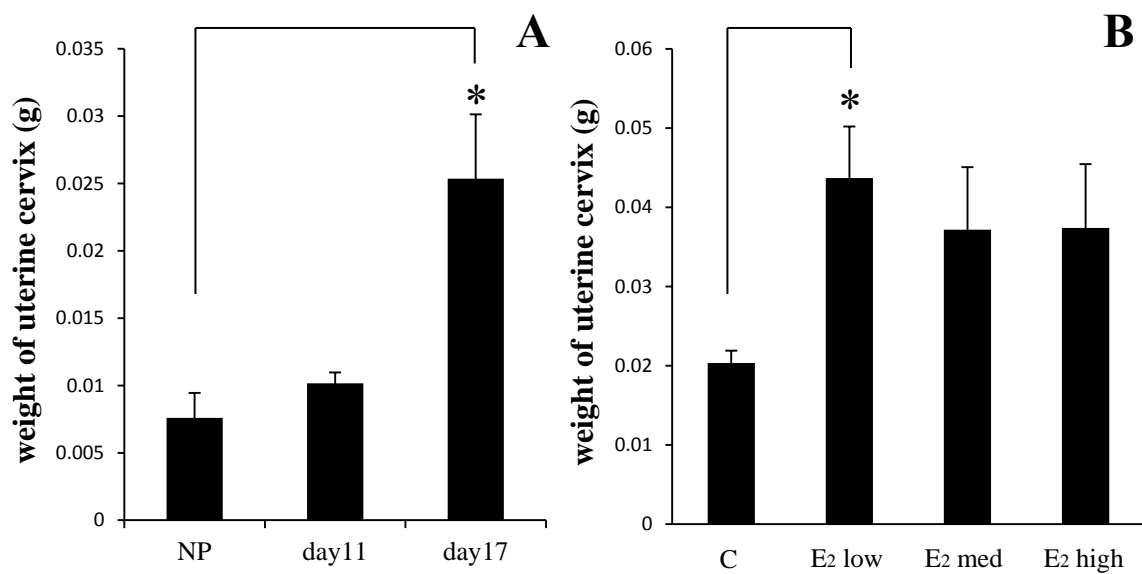 A
weight of uterine cervix (g)
0.035
0.03
0.025
0.02
0.015
0.01
0.005
0
*
NP day11 day17
B
weight of uterine cervix (g)
0.06
0.05
0.04
0.03
0.02
0.01
0
*
C E2 low E2 med E2 high